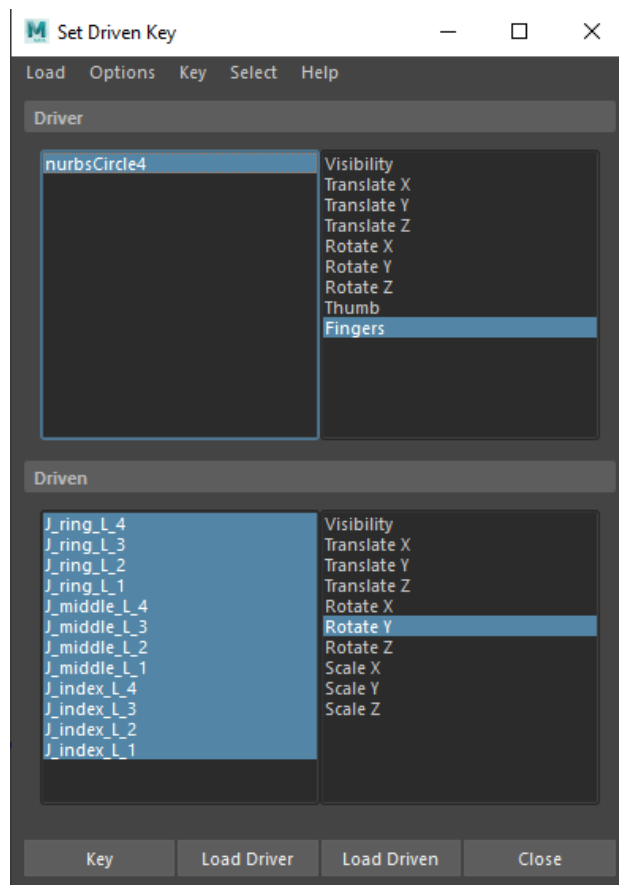 Set Driven Key
Load Options Key Select Help
Driver
nurbsCircle4
Visibility
Translate X
Translate Y
Translate Z
Rotate X
Rotate Y
Rotate Z
Thumb
Fingers
Driven
J_ring_L_4
J_ring_L_3
J_ring_L_2
J_ring_L_1
J_middle_L_4
J_middle_L_3
J_middle_L_2
J_middle_L_1
J_index_L_4
J_index_L_3
J_index_L_2
J_index_L_1
Visibility
Translate X
Translate Y
Translate Z
Rotate X
Rotate Y
Rotate Z
Scale X
Scale Y
Scale Z
Key Load Driver Load Driven Close